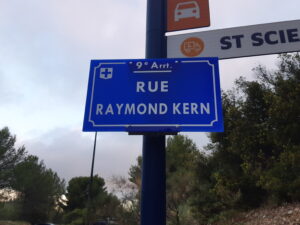 ST SCIE
9e Arrt.
RUE
RAYMOND KERN